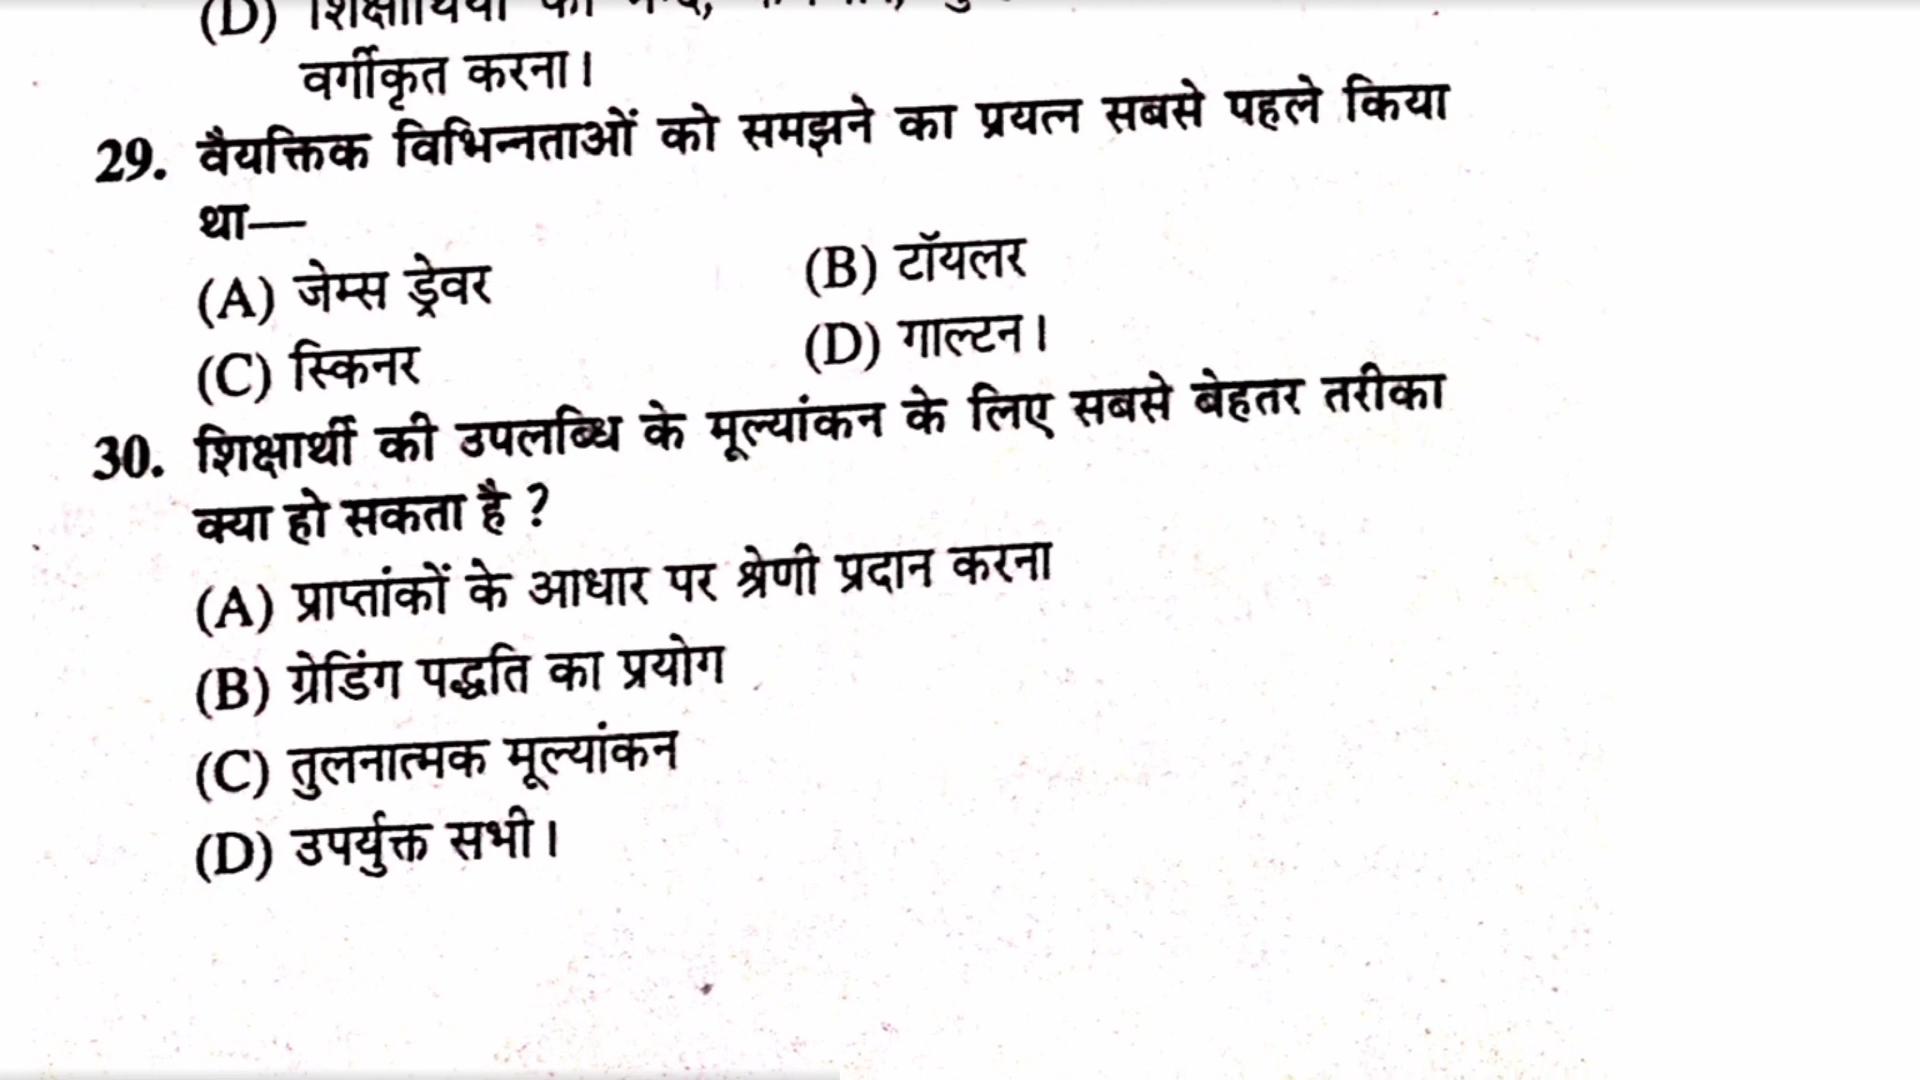 (D) शिक्षार्थियों को
वर्गीकृत करना।
29. वैयक्तिक विभिन्नताओं को समझने का प्रयत्न सबसे पहले किया
था—
(A) जेम्स ड्रेवर (B) टॉयलर
(C) स्किनर (D) गाल्टन।
30. शिक्षार्थी की उपलब्धि के मूल्यांकन के लिए सबसे बेहतर तरीका
क्या हो सकता है ?
(A) प्राप्तांकों के आधार पर श्रेणी प्रदान करना
(B) ग्रेडिंग पद्धति का प्रयोग
(C) तुलनात्मक मूल्यांकन
(D) उपर्युक्त सभी।